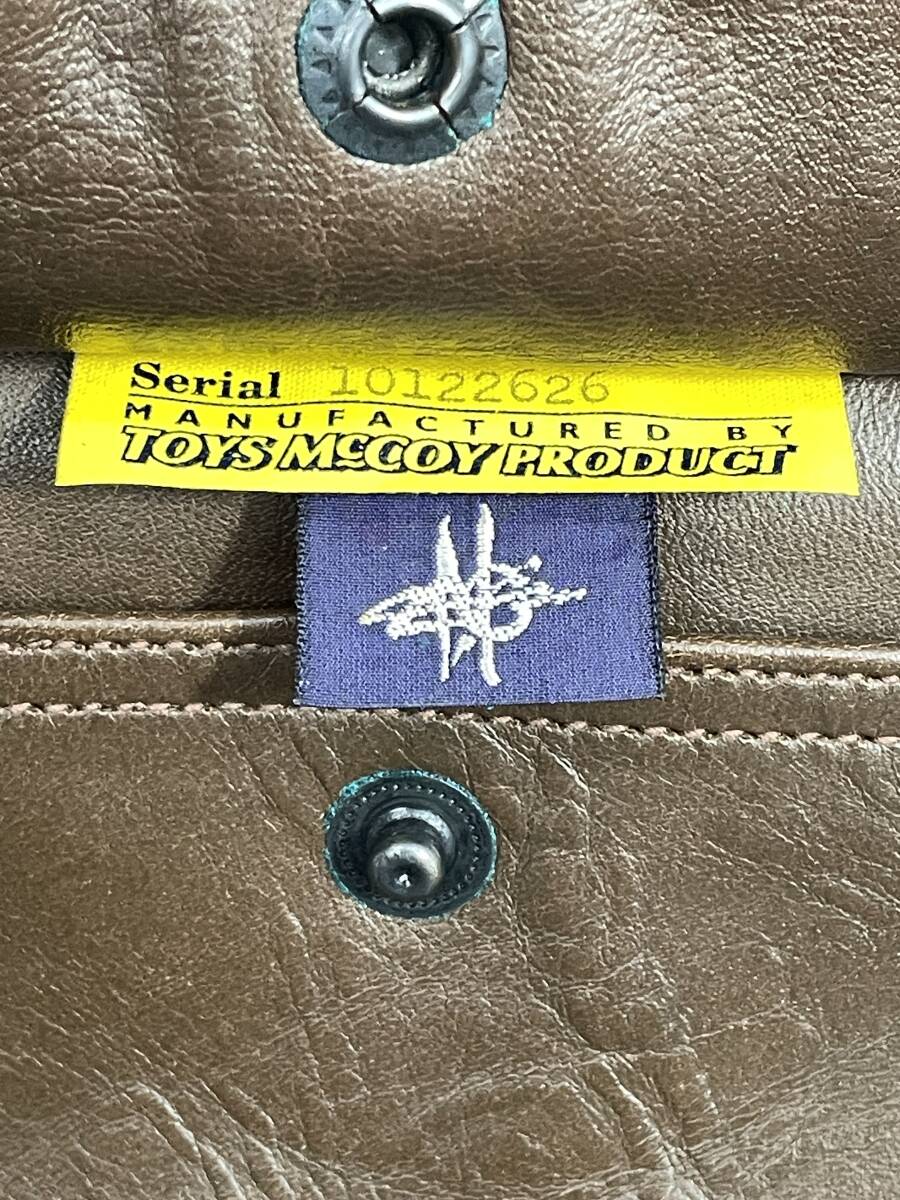 Serial 10122626
MANUFACTURED BY
TOYS McCOY PRODUCT